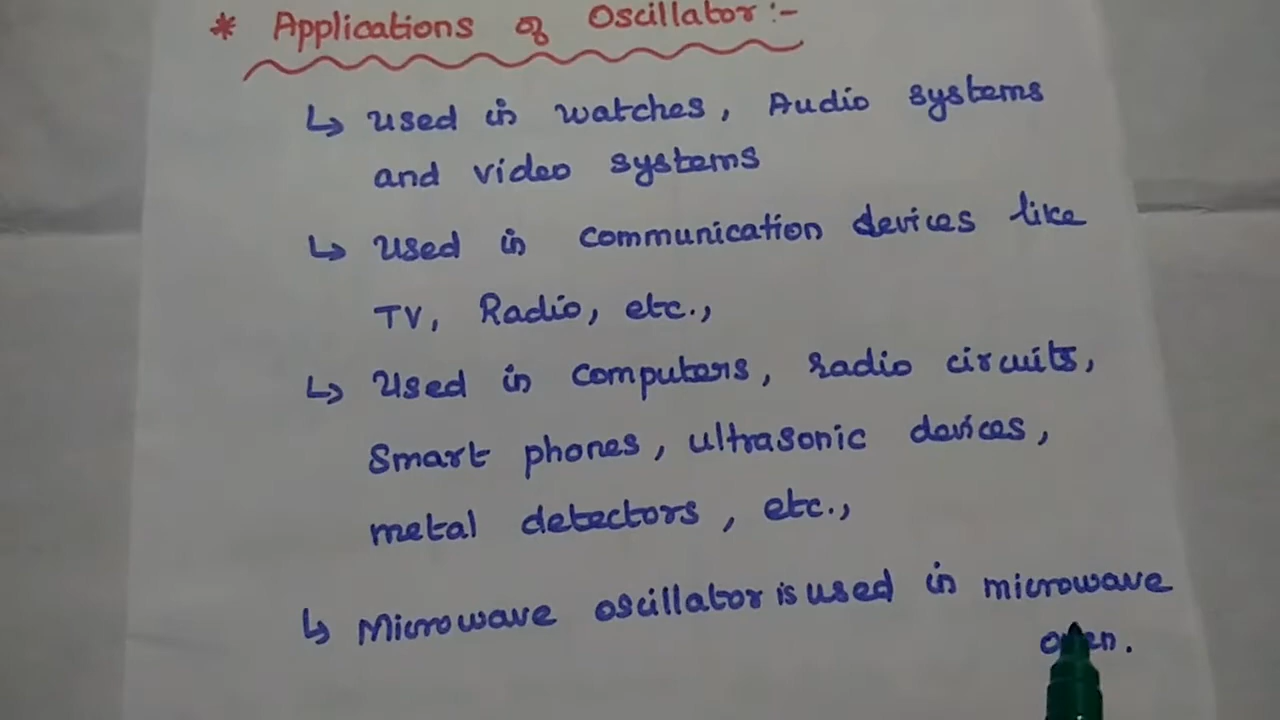 * Applications of Oscillator:-
↳ used in watches, Audio systems
and video systems
↳ used in communication devices like
TV, Radio, etc.,
↳ Used in computers, radio circuits,
Smart phones, ultrasonic devices,
metal detectors, etc.,
↳ Microwave oscillator is used in microwave
oven.